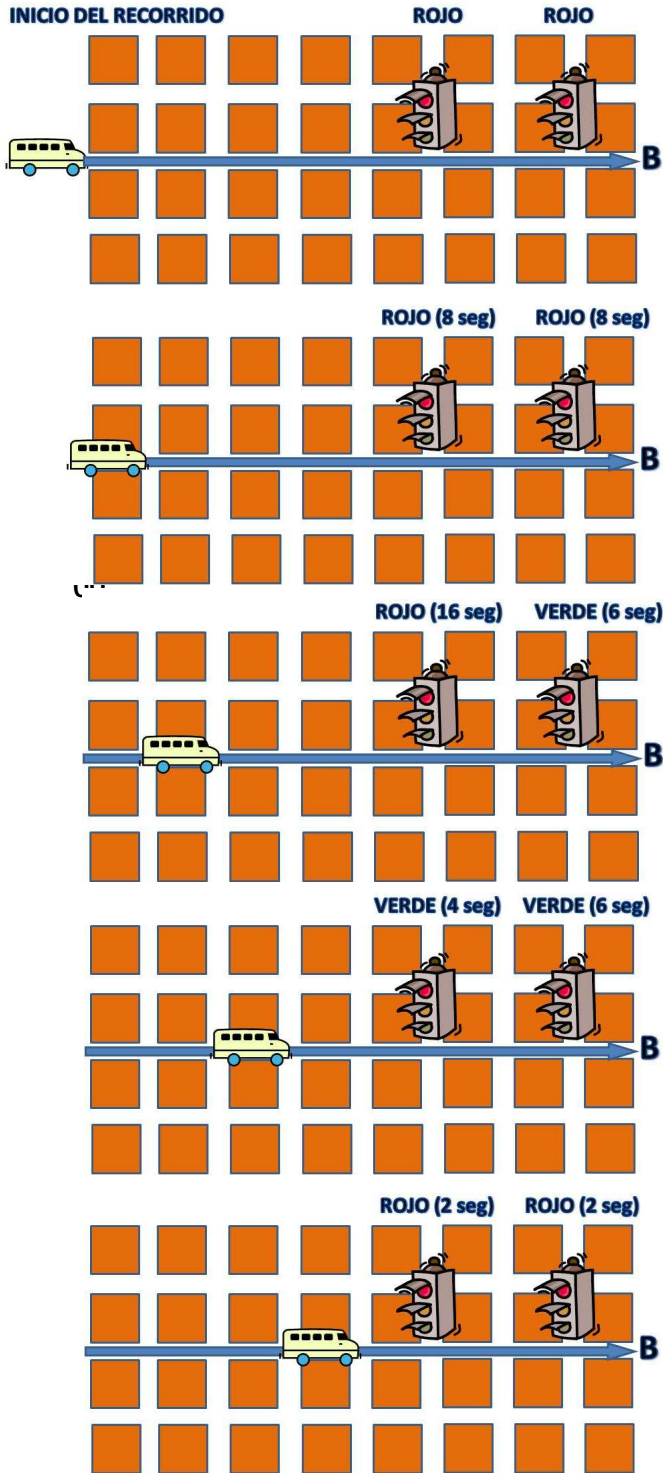 INICIO DEL RECORRIDO ROJO ROJO
B
ROJO (8 seg) ROJO (8 seg)
B
ROJO (16 seg) VERDE (6 seg)
B
VERDE (4 seg) VERDE (6 seg)
B
ROJO (2 seg) ROJO (2 seg)
B